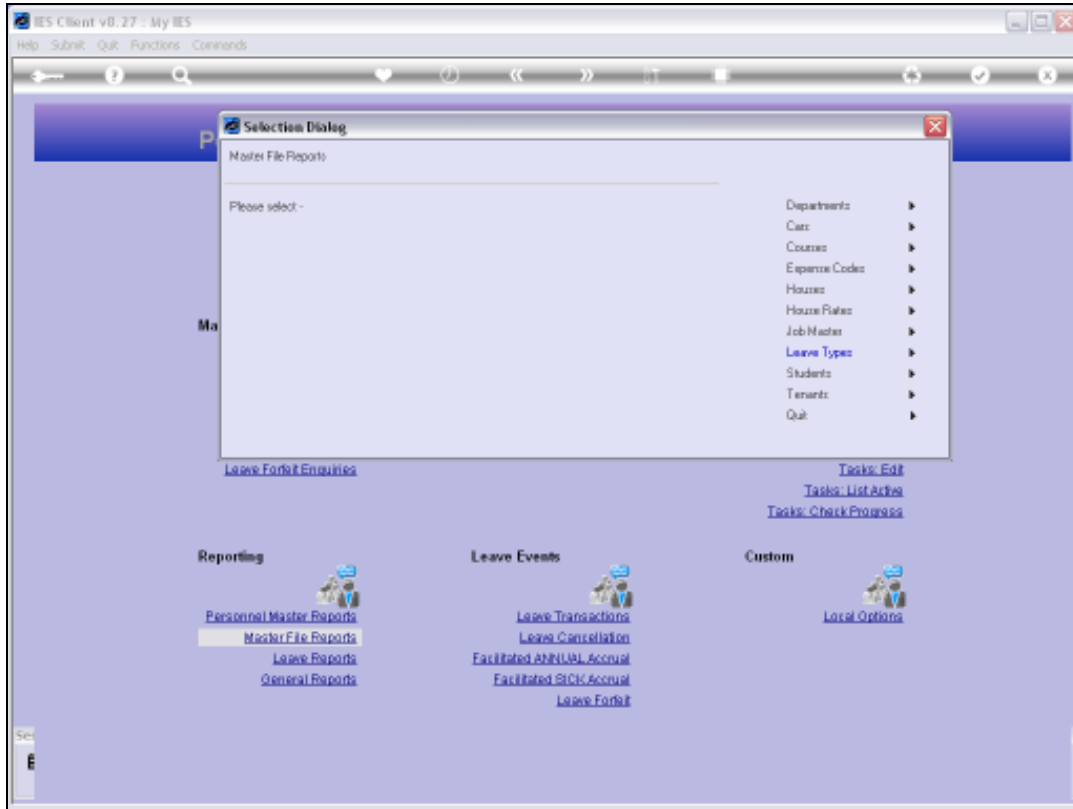 IES Client v8.27 : My IES
Help Submit Quit Functions Commands
Selection Dialog
Master File Reports
Please select -
Departments
Cars
Courses
Expense Codes
Houses
House Rates
Job Master
Leave Types
Students
Tenants
Quit
Ma
Leave Forfeit Enquiries
Tasks: Edit
Tasks: List Active
Tasks: Check Progress
Reporting
Leave Events
Custom
Personnel Master Reports
Leave Transactions
Local Options
Master File Reports
Leave Cancellation
Leave Reports
Facilitated ANNUAL Accrual
General Reports
Facilitated SICK Accrual
Leave Forfeit